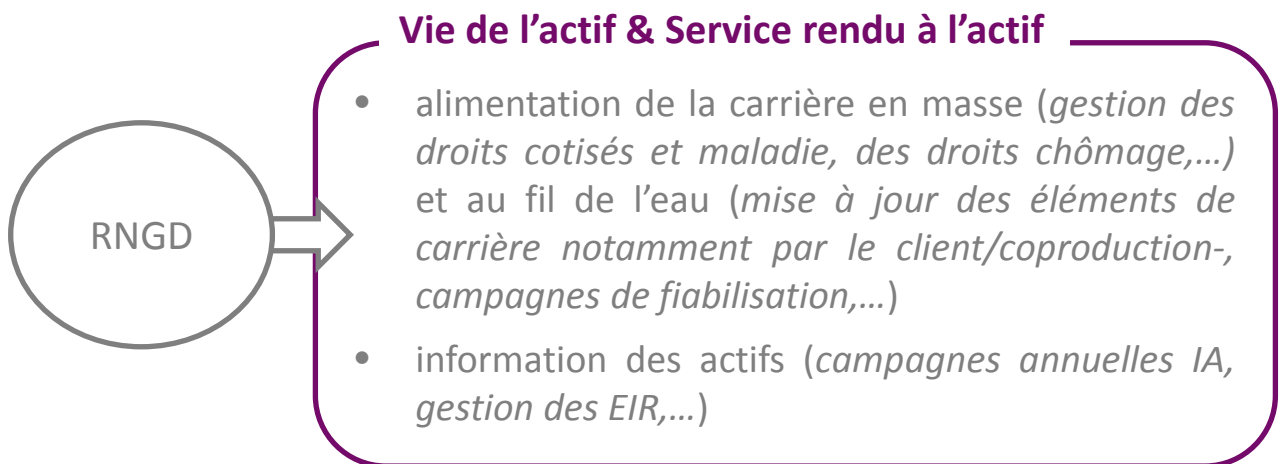 Vie de l’actif & Service rendu à l’actif
RNGD
• alimentation de la carrière en masse (gestion des
droits cotisés et maladie, des droits chômage,…)
et au fil de l’eau (mise à jour des éléments de
carrière notamment par le client/coproduction-,
campagnes de fiabilisation,…)
• information des actifs (campagnes annuelles IA,
gestion des EIR,…)